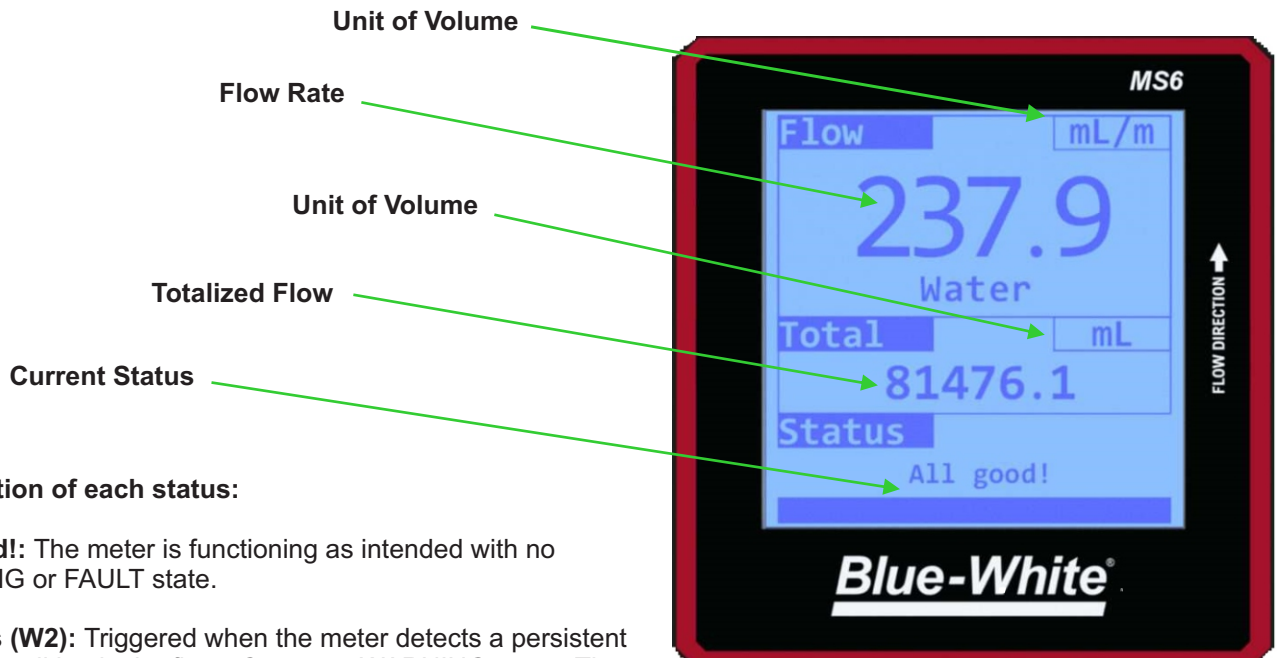 Unit of Volume
Flow Rate
Unit of Volume
Totalized Flow
Current Status
MS6
Flow mL/m
237.9
Water
Total mL
81476.1
Status
All good!
FLOW DIRECTION
Blue-White®
of each status:
The meter is functioning as intended with no
or FAULT state.
(W2): Triggered when the meter detects a persistent